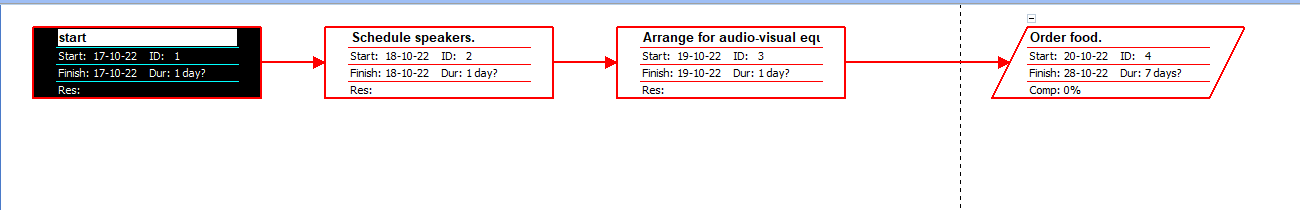 start
Start: 17-10-22 ID: 1
Finish: 17-10-22 Dur: 1 day?
Res:
Schedule speakers.
Start: 18-10-22 ID: 2
Finish: 18-10-22 Dur: 1 day?
Res:
Arrange for audio-visual equ
Start: 19-10-22 ID: 3
Finish: 19-10-22 Dur: 1 day?
Res:
Order food.
Start: 20-10-22 ID: 4
Finish: 28-10-22 Dur: 7 days?
Comp: 0%